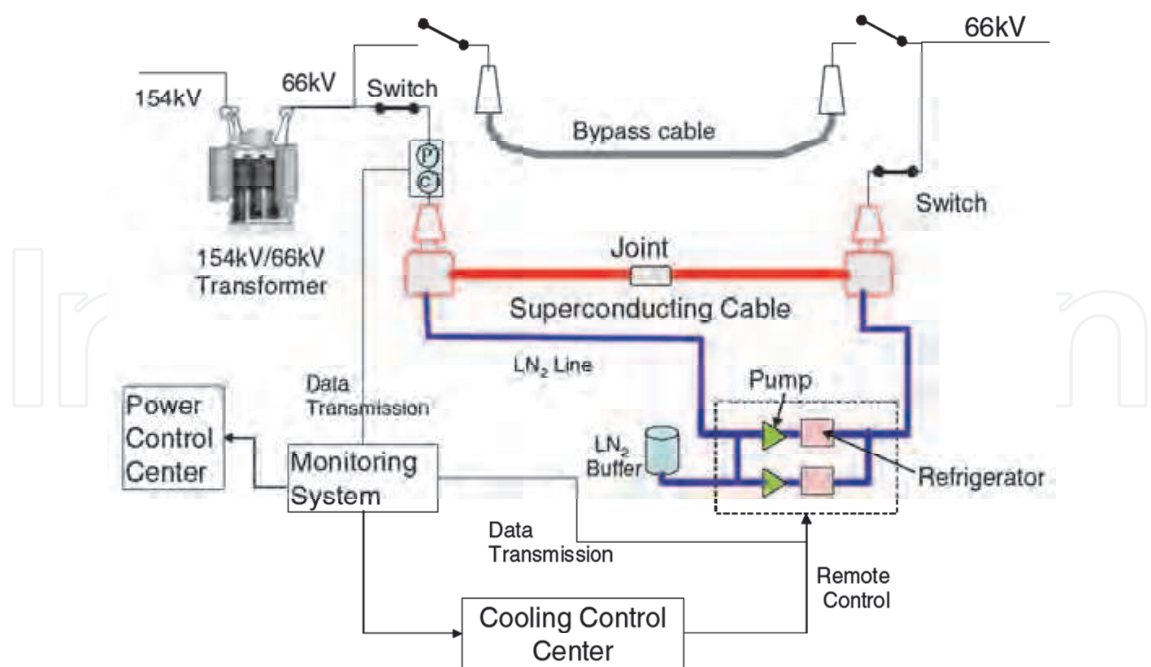 66kV
154kV
66kV
Switch
Bypass cable
P
C
Switch
154kV/66kV
Transformer
Joint
Superconducting Cable
LN2 Line
Data
Transmission
Pump
Power
Control
Center
LN2
Buffer
Monitoring
System
Refrigerator
Data
Transmission
Remote
Control
Cooling Control
Center